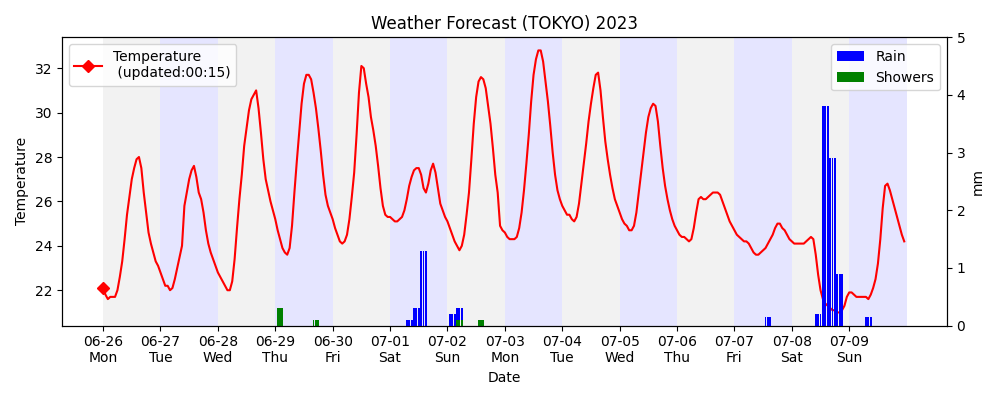 Weather Forecast (TOKYO) 2023
Temperature
(updated:00:15)
Rain
Showers
Temperature
32
30
28
26
24
22
5
4
3
2
1
0
mm
06-26 06-27 06-28 06-29 06-30 07-01 07-02 07-03 07-04 07-05 07-06 07-07 07-08 07-09
Mon Tue Wed Thu Fri Sat Sun Mon Tue Wed Thu Fri Sat Sun
Date